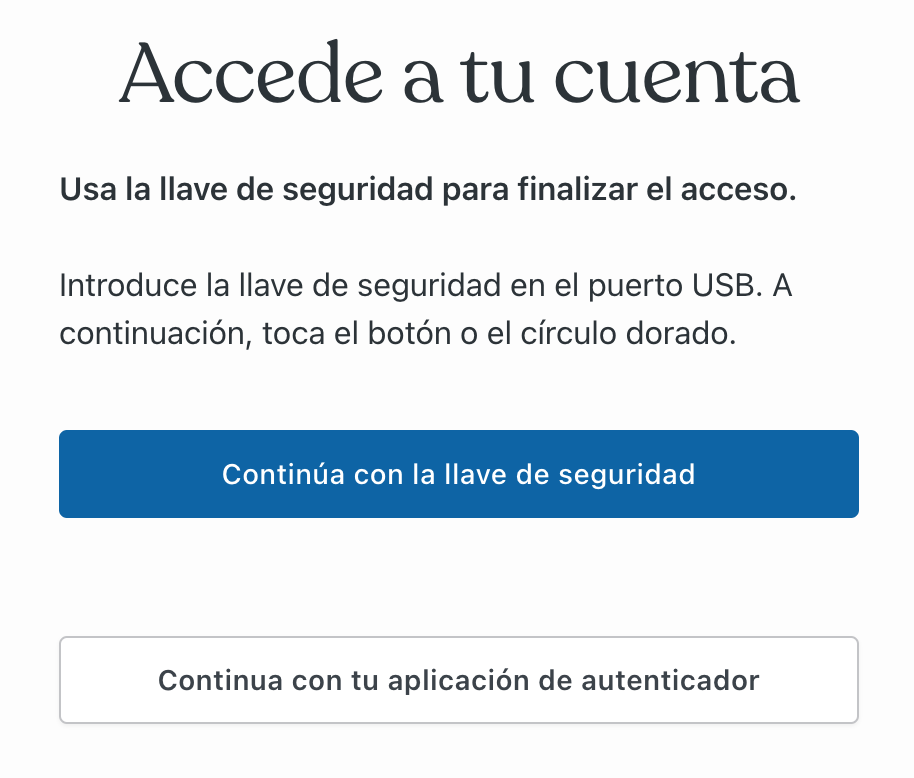 Accede a tu cuenta
Usa la llave de seguridad para finalizar el acceso.
Introduce la llave de seguridad en el puerto USB. A
continuación, toca el botón o el círculo dorado.
Continúa con la llave de seguridad
Continua con tu aplicación de autenticador